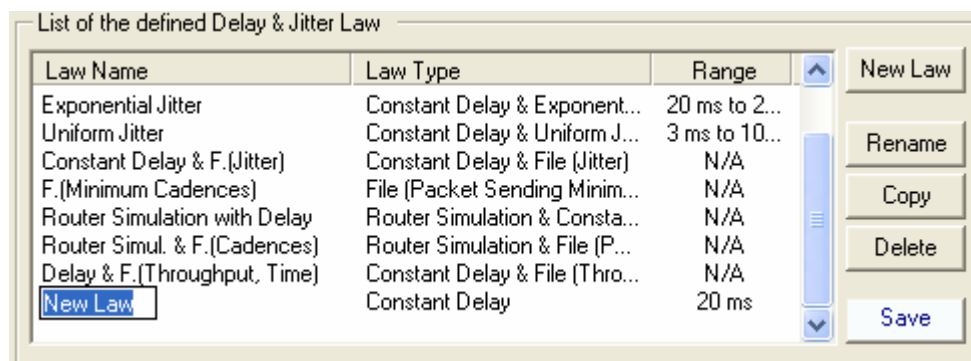 List of the defined Delay & Jitter Law
Law Name Law Type Range New Law
Exponential Jitter Constant Delay & Exponent... 20 ms to 2...
Uniform Jitter Constant Delay & Uniform J... 3 ms to 10... Rename
Constant Delay & F.(Jitter) Constant Delay & File (Jitter) N/A
F.(Minimum Cadences) File (Packet Sending Minim... N/A Copy
Router Simulation with Delay Router Simulation & Consta... N/A
Router Simul. & F.(Cadences) Router Simulation & File (P... N/A Delete
Delay & F.(Throughput, Time) Constant Delay & File (Thro... N/A
New Law Constant Delay 20 ms Save